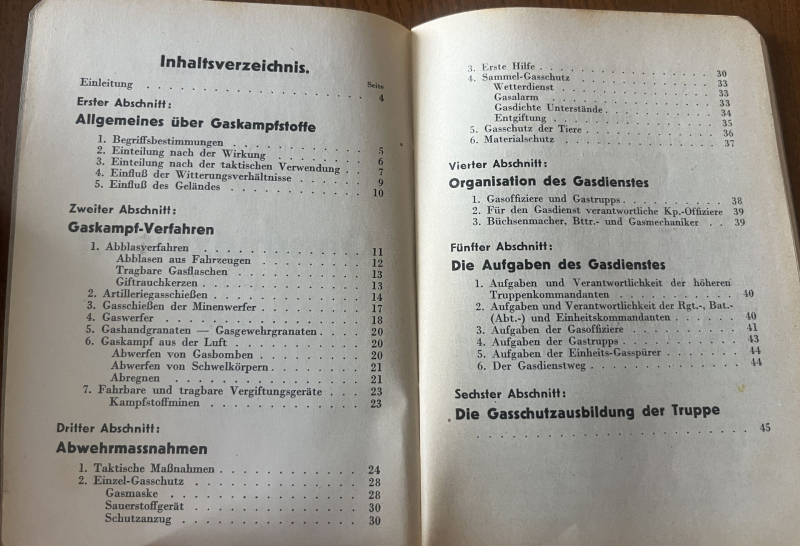 Inhaltsverzeichnis.
Seite
Einleitung . . . . . . . . . . . . . . . . 4
Erster Abschnitt:
Allgemeines über Gaskampfstoffe
1. Begriffsbestimmungen . . . . . . . . . . 5
2. Einteilung nach der Wirkung . . . . . . . 6
3. Einteilung nach der taktischen Verwendung . . 7
4. Einfluß der Witterungsverhältnisse . . . . . 9
5. Einfluß des Geländes . . . . . . . . . . 10
Zweiter Abschnitt:
Gaskampf-Verfahren
1. Abblasverfahren . . . . . . . . . . . . 11
Abblasen aus Fahrzeugen . . . . . . . . 12
Tragbare Gasflaschen . . . . . . . . . . 13
Giftrauchkerzen . . . . . . . . . . . . 13
2. Artilleriegasschießen . . . . . . . . . . 14
3. Gasschießen der Minenwerfer . . . . . . . 17
4. Gaswerfer . . . . . . . . . . . . . . 18
5. Gashandgranaten — Gasgewehrgranaten . . . . 20
6. Gaskampf aus der Luft . . . . . . . . . . 20
Abwerfen von Gasbomben . . . . . . . . 20
Abwerfen von Schwelkörpern . . . . . . . 21
Abregnen . . . . . . . . . . . . . . 21
7. Fahrbare und tragbare Vergiftungsgeräte . . . 23
Kampfstoffminen . . . . . . . . . . . . 23
Dritter Abschnitt:
Abwehrmassnahmen
1. Taktische Maßnahmen . . . . . . . . . . 24
2. Einzel-Gasschutz . . . . . . . . . . . . 28
Gasmaske . . . . . . . . . . . . . . 28
Sauerstoffgerät . . . . . . . . . . . . 30
Schutzanzug . . . . . . . . . . . . . 30
3. Erste Hilfe . . . . . . . . . . . . . . 30
4. Sammel-Gasschutz . . . . . . . . . . . . 33
Wetterdienst . . . . . . . . . . . . . 33
Gasalarm . . . . . . . . . . . . . . 33
Gasdichte Unterstände . . . . . . . . . . 34
Entgiftung . . . . . . . . . . . . . . 35
5. Gasschutz der Tiere . . . . . . . . . . . 36
6. Materialschutz . . . . . . . . . . . . . 37
Vierter Abschnitt:
Organisation des Gasdienstes
1. Gasoffiziere und Gastrupps . . . . . . . . . 38
2. Für den Gasdienst verantwortliche Kp.-Offiziere 39
3. Büchsenmacher, Bttr.- und Gasmechaniker . . 39
Fünfter Abschnitt:
Die Aufgaben des Gasdienstes
1. Aufgaben und Verantwortlichkeit der höheren
Truppenkommandanten . . . . . . . . . . 40
2. Aufgaben und Verantwortlichkeit der Rgt.-, Bat.-
(Abt.-) und Einheitskommandanten . . . . . 40
3. Aufgaben der Gasoffiziere . . . . . . . . . 41
4. Aufgaben der Gastrupps . . . . . . . . . . 43
5. Aufgaben der Einheits-Gasspürer . . . . . . 44
6. Der Gasdienstweg . . . . . . . . . . . . 44
Sechster Abschnitt:
Die Gasschutzausbildung der Truppe
. . . . . . . . . . . . . . . . . . . . 45